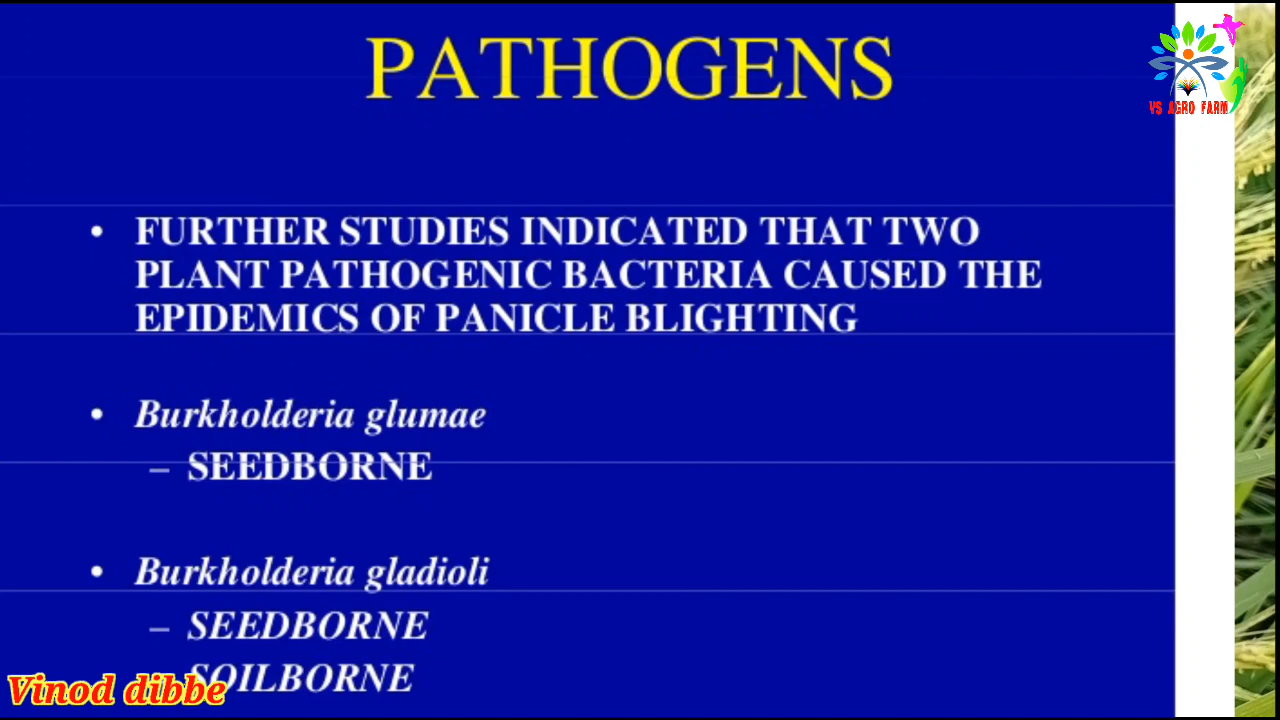 PATHOGENS
VS AGRO FARM
• FURTHER STUDIES INDICATED THAT TWO
PLANT PATHOGENIC BACTERIA CAUSED THE
EPIDEMICS OF PANICLE BLIGHTING
• Burkholderia glumae
– SEEDBORNE
• Burkholderia gladioli
– SEEDBORNE
SOILBORNE
Vinod dibbe